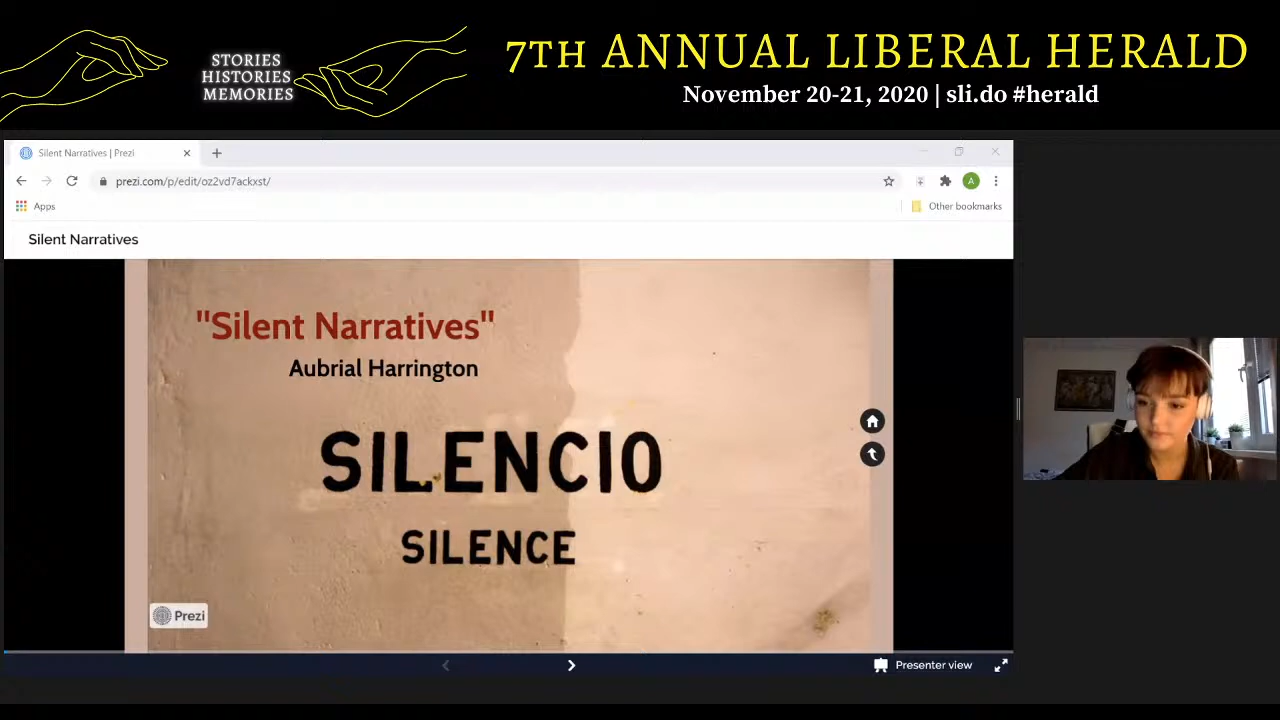 STORIES
HISTORIES
MEMORIES
7TH ANNUAL LIBERAL HERALD
November 20-21, 2020 | sli.do #herald
Silent Narratives | Prezi
prezi.com/p/edit/oz2vd7ackxst/
A
Apps
Other bookmarks
Silent Narratives
"Silent Narratives"
Aubrial Harrington
SILENCIO
SILENCE
Prezi
Presenter view